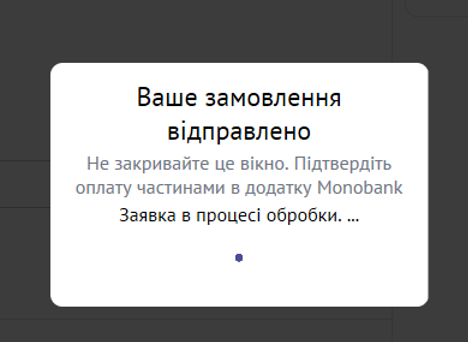 Ваше замовлення
відправлено
Не закривайте це вікно. Підтвердіть
оплату частинами в додатку Monobank
Заявка в процесі обробки. ...